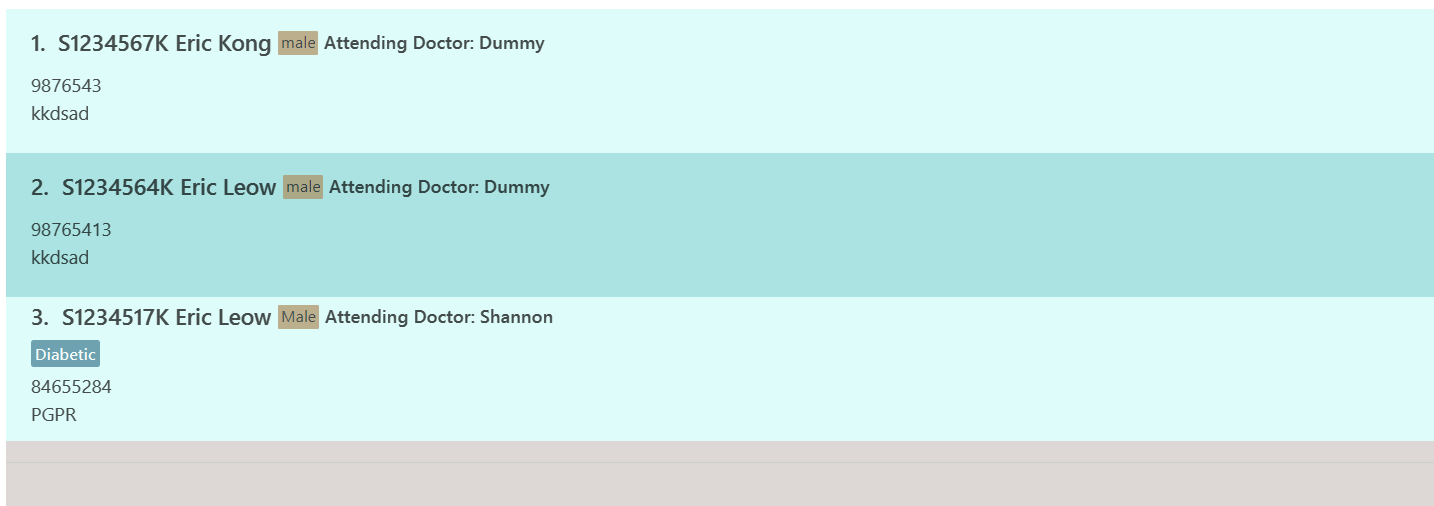 1. S1234567K Eric Kong male Attending Doctor: Dummy
9876543
kkdsad
2. S1234564K Eric Leow male Attending Doctor: Dummy
98765413
kkdsad
3. S1234517K Eric Leow Male Attending Doctor: Shannon
Diabetic
84655284
PGPR